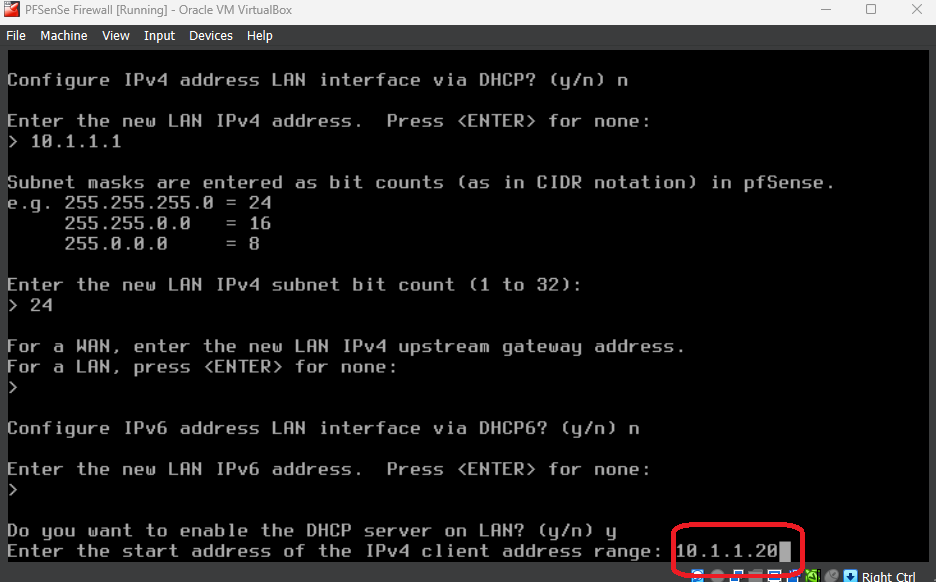 PFSenSe Firewall [Running] - Oracle VM VirtualBox
File Machine View Input Devices Help
Configure IPv4 address LAN interface via DHCP? (y/n) n
Enter the new LAN IPv4 address.  Press <ENTER> for none:
> 10.1.1.1
Subnet masks are entered as bit counts (as in CIDR notation) in pfSense.
e.g. 255.255.255.0 = 24
     255.255.0.0   = 16
     255.0.0.0     = 8
Enter the new LAN IPv4 subnet bit count (1 to 32):
> 24
For a WAN, enter the new LAN IPv4 upstream gateway address.
For a LAN, press <ENTER> for none:
>
Configure IPv6 address LAN interface via DHCP6? (y/n) n
Enter the new LAN IPv6 address.  Press <ENTER> for none:
>
Do you want to enable the DHCP server on LAN? (y/n) y
Enter the start address of the IPv4 client address range: 10.1.1.20
Right Ctrl